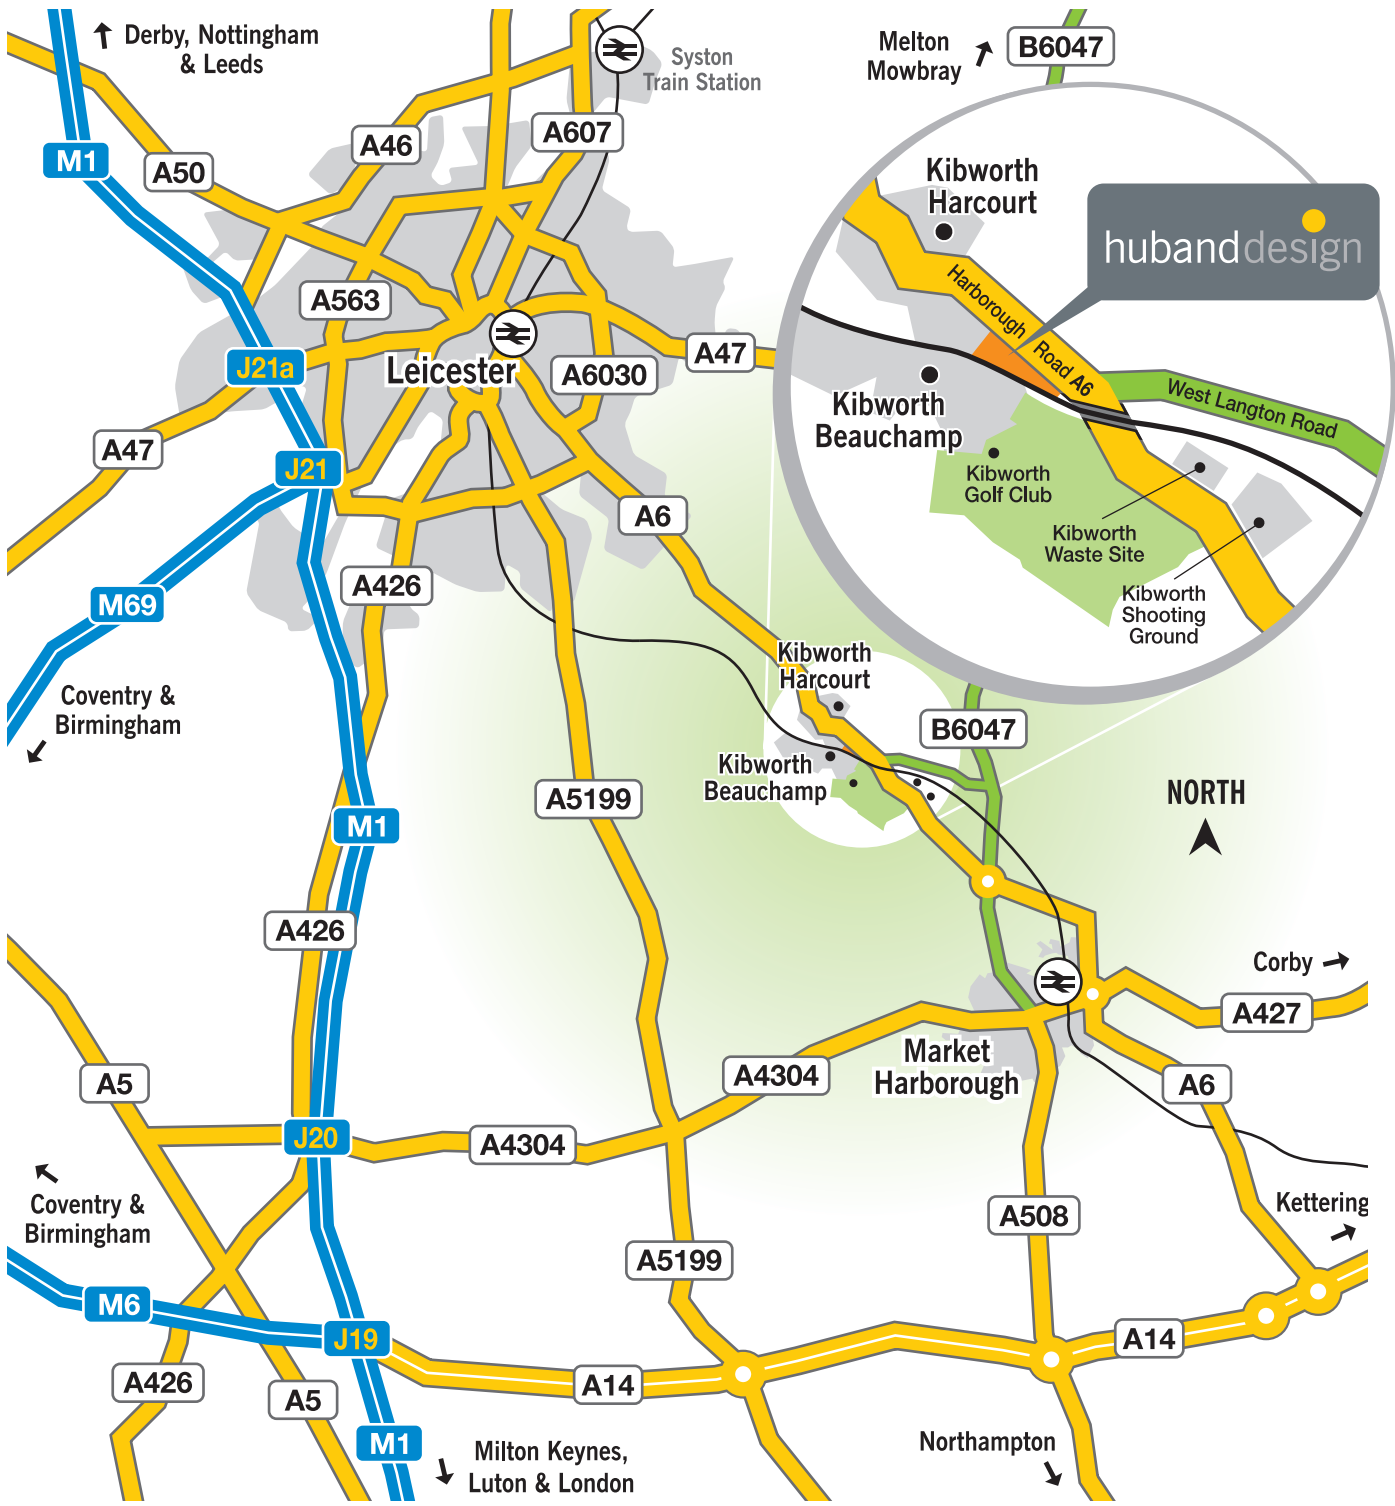 Derby, Nottingham
& Leeds
Syston
Train Station
Melton
Mowbray
B6047
M1
A50
A46
A607
Kibworth
Harcourt
hubanddesign
Harborough Road A6
West Langton Road
Kibworth
Beauchamp
Kibworth
Golf Club
Kibworth
Waste Site
Kibworth
Shooting
Ground
A563
J21a
Leicester
A6030
A47
A47
J21
A6
M69
A426
Coventry &
Birmingham
Kibworth
Harcourt
B6047
Kibworth
Beauchamp
A5199
M1
NORTH
A426
Corby
A427
Market
Harborough
A4304
A5
A6
J20
A4304
Coventry &
Birmingham
A508
Kettering
A5199
M6
J19
A14
A426
A5
A14
M1
Milton Keynes,
Luton & London
Northampton